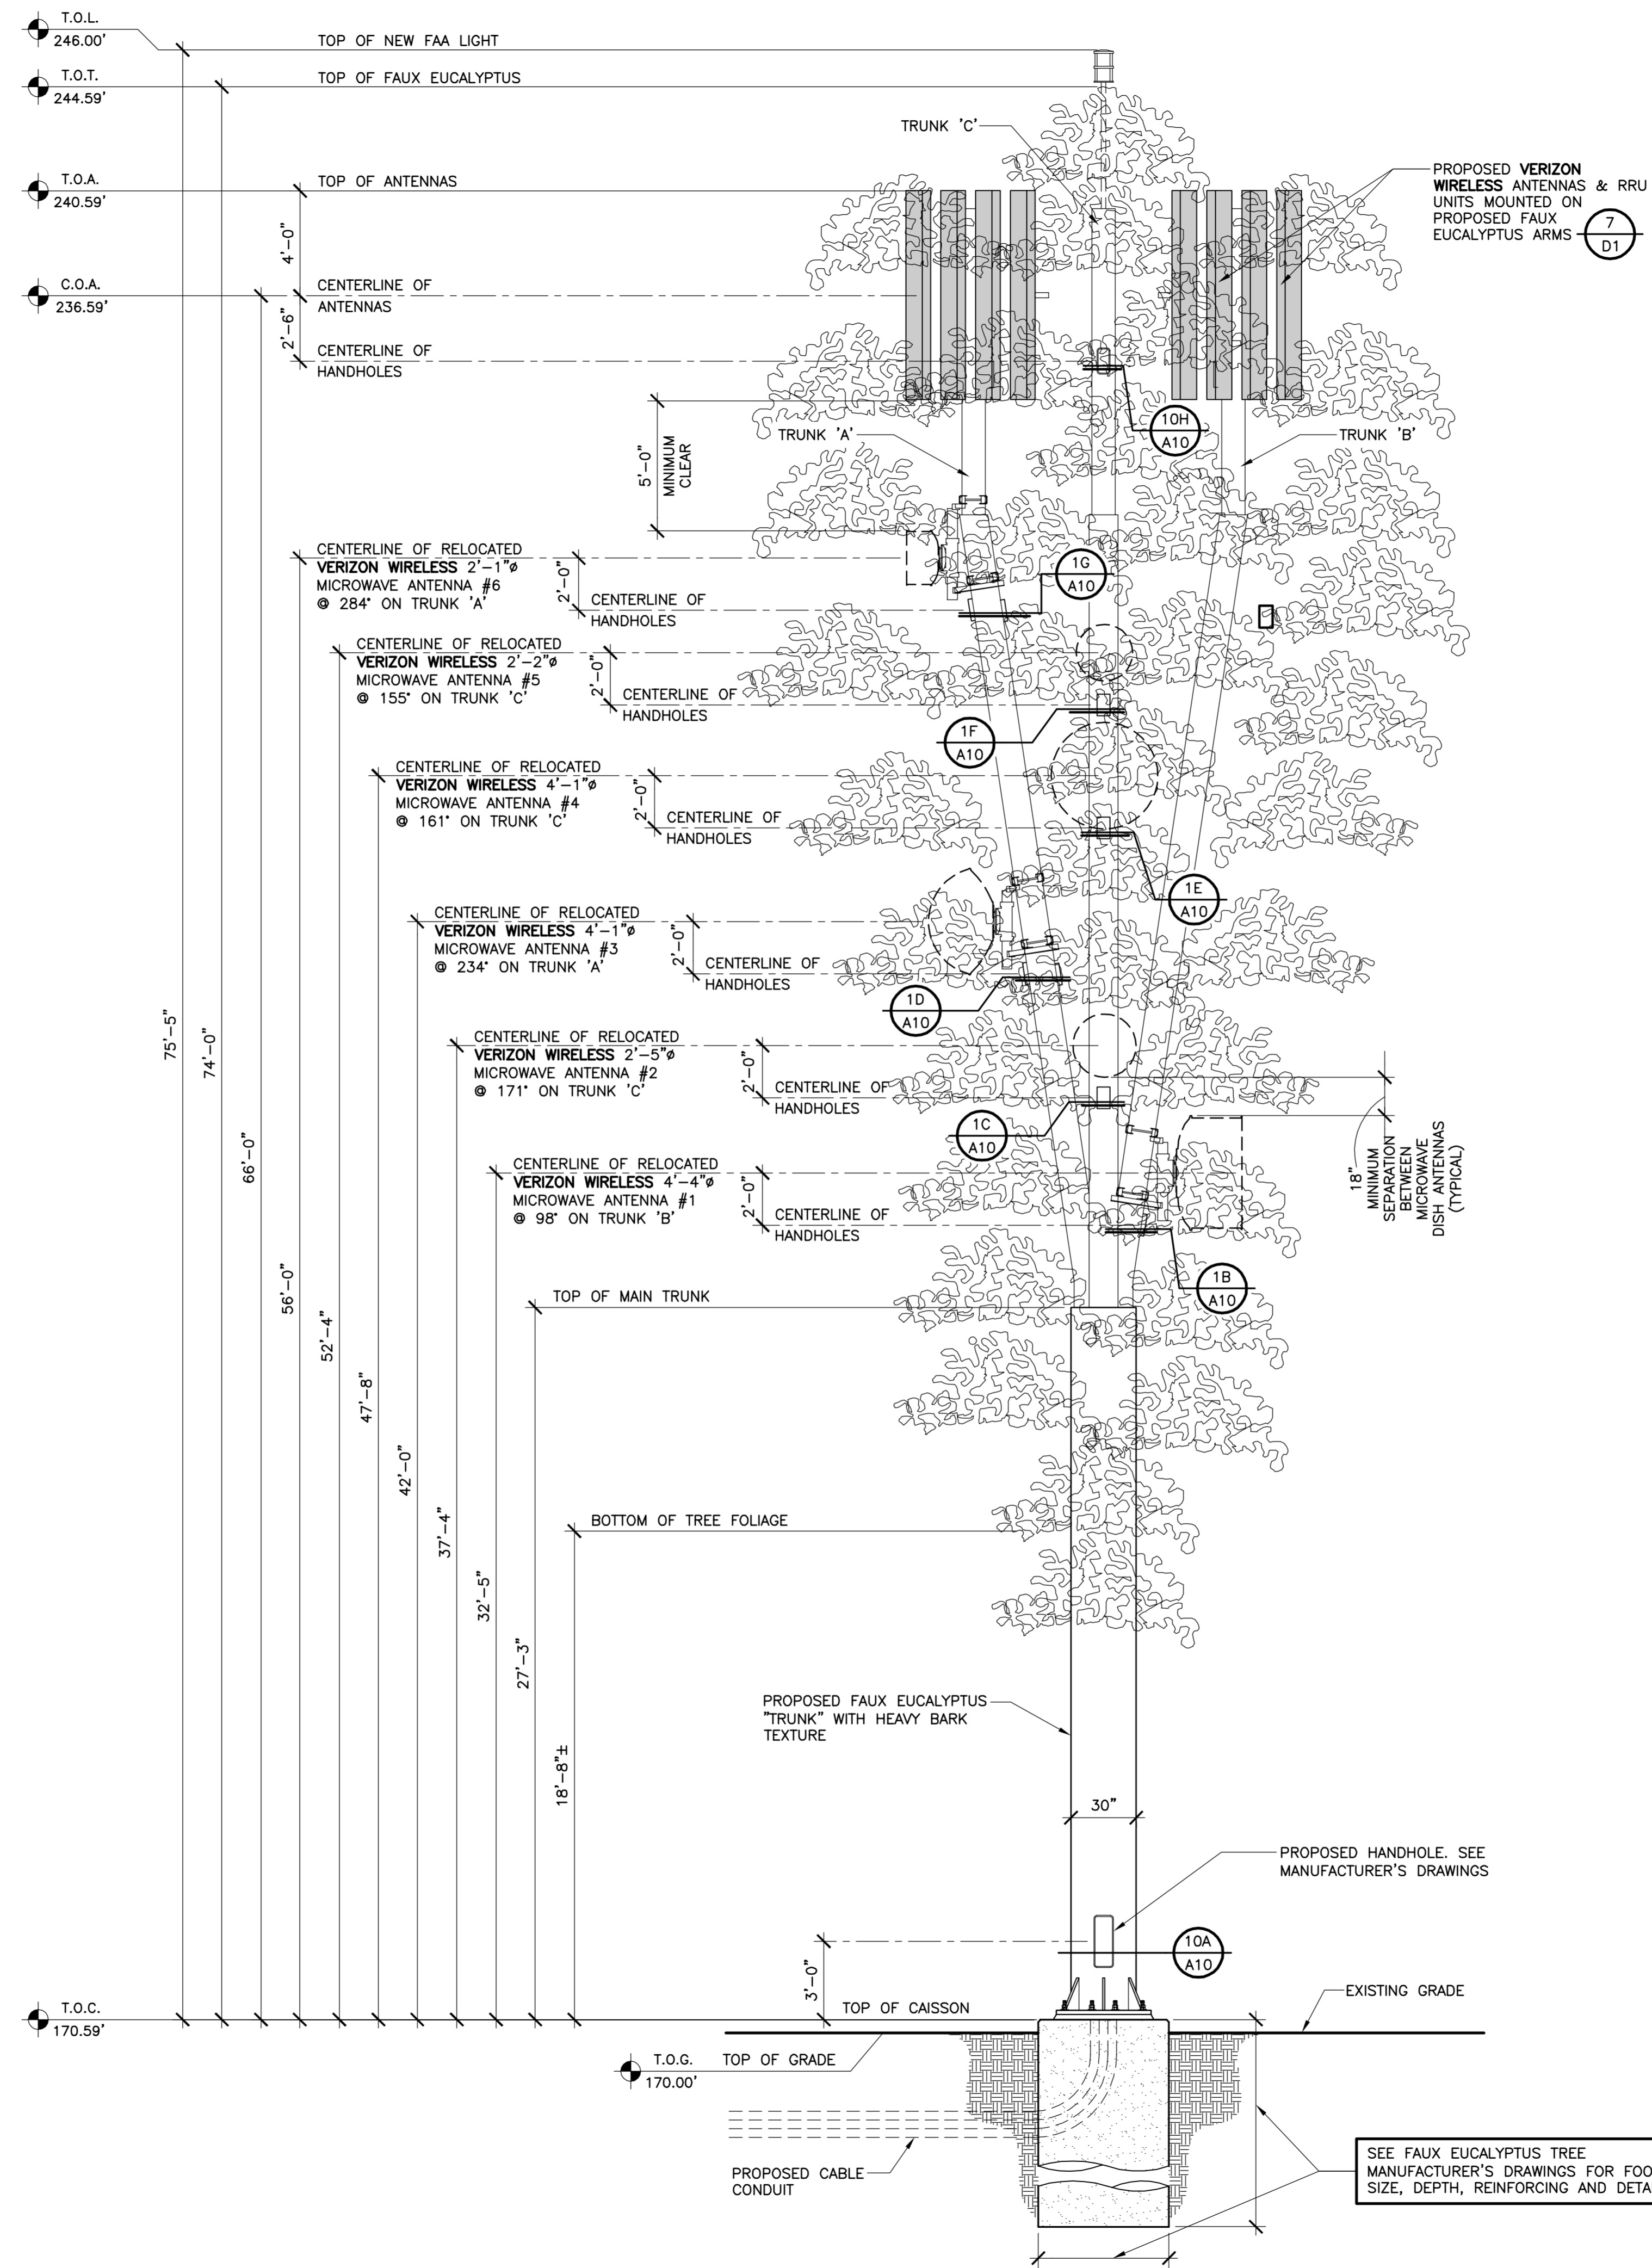 T.O.L.
246.00'
TOP OF NEW FAA LIGHT
T.O.T.
244.59'
TOP OF FAUX EUCALYPTUS
TRUNK 'C'
T.O.A.
240.59'
TOP OF ANTENNAS
PROPOSED VERIZON
WIRELESS ANTENNAS & RRU
UNITS MOUNTED ON
PROPOSED FAUX
EUCALYPTUS ARMS
7
D1
4'-0"
C.O.A.
236.59'
CENTERLINE OF
ANTENNAS
2'-6"
CENTERLINE OF
HANDHOLES
10H
A10
TRUNK 'A'
TRUNK 'B'
5'-0"
MINIMUM
CLEAR
CENTERLINE OF RELOCATED
VERIZON WIRELESS 2'-1"ø
MICROWAVE ANTENNA #6
@ 284° ON TRUNK 'A'
2'-0"
CENTERLINE OF
HANDHOLES
1G
A10
CENTERLINE OF RELOCATED
VERIZON WIRELESS 2'-2"ø
MICROWAVE ANTENNA #5
@ 155° ON TRUNK 'C'
2'-0"
CENTERLINE OF
HANDHOLES
1F
A10
CENTERLINE OF RELOCATED
VERIZON WIRELESS 4'-1"ø
MICROWAVE ANTENNA #4
@ 161° ON TRUNK 'C'
2'-0"
CENTERLINE OF
HANDHOLES
1E
A10
CENTERLINE OF RELOCATED
VERIZON WIRELESS 4'-1"ø
MICROWAVE ANTENNA #3
@ 234° ON TRUNK 'A'
2'-0"
CENTERLINE OF
HANDHOLES
1D
A10
CENTERLINE OF RELOCATED
VERIZON WIRELESS 2'-5"ø
MICROWAVE ANTENNA #2
@ 171° ON TRUNK 'C'
2'-0"
CENTERLINE OF
HANDHOLES
1C
A10
18"
MINIMUM
SEPARATION
BETWEEN
MICROWAVE
DISH ANTENNAS
(TYPICAL)
CENTERLINE OF RELOCATED
VERIZON WIRELESS 4'-4"ø
MICROWAVE ANTENNA #1
@ 98° ON TRUNK 'B'
2'-0"
CENTERLINE OF
HANDHOLES
1B
A10
75'-5"
74'-0"
66'-0"
56'-0"
52'-4"
47'-8"
42'-0"
37'-4"
32'-5"
27'-3"
18'-8"±
TOP OF MAIN TRUNK
BOTTOM OF TREE FOLIAGE
PROPOSED FAUX EUCALYPTUS
"TRUNK" WITH HEAVY BARK
TEXTURE
30"
PROPOSED HANDHOLE. SEE
MANUFACTURER'S DRAWINGS
10A
A10
3'-0"
EXISTING GRADE
T.O.C.
170.59'
TOP OF CAISSON
T.O.G.
170.00'
TOP OF GRADE
PROPOSED CABLE
CONDUIT
SEE FAUX EUCALYPTUS TREE
MANUFACTURER'S DRAWINGS FOR FOO
SIZE, DEPTH, REINFORCING AND DETA